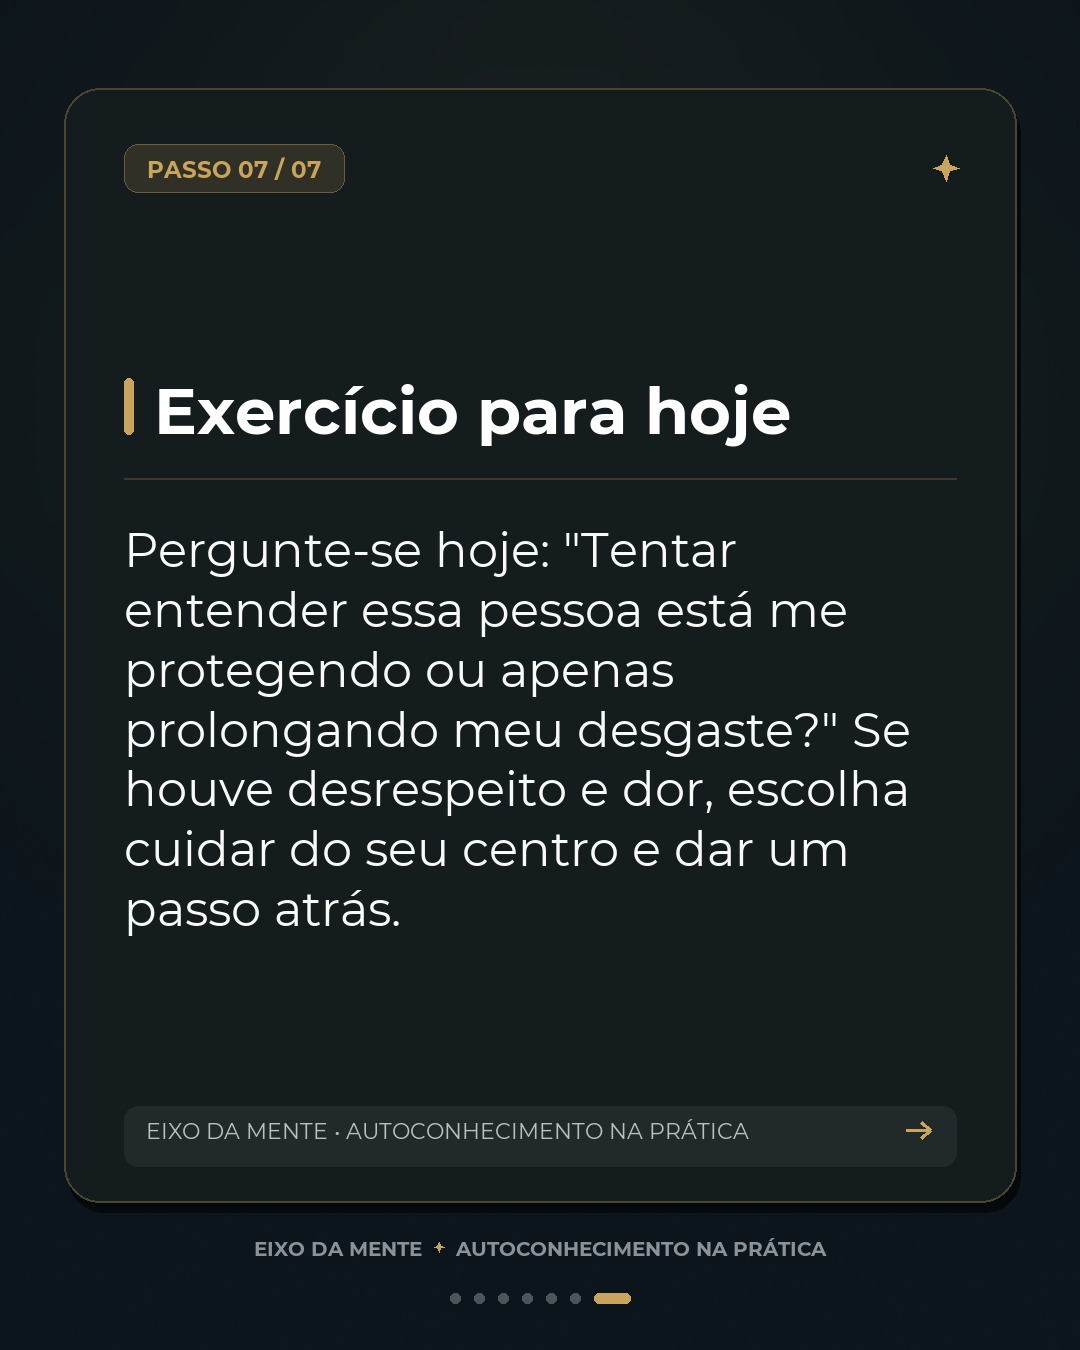 PASSO 07 / 07
Exercício para hoje
Pergunte-se hoje: "Tentar
entender essa pessoa está me
protegendo ou apenas
prolongando meu desgaste?" Se
houve desrespeito e dor, escolha
cuidar do seu centro e dar um
passo atrás.
EIXO DA MENTE • AUTOCONHECIMENTO NA PRÁTICA
EIXO DA MENTE ✦ AUTOCONHECIMENTO NA PRÁTICA